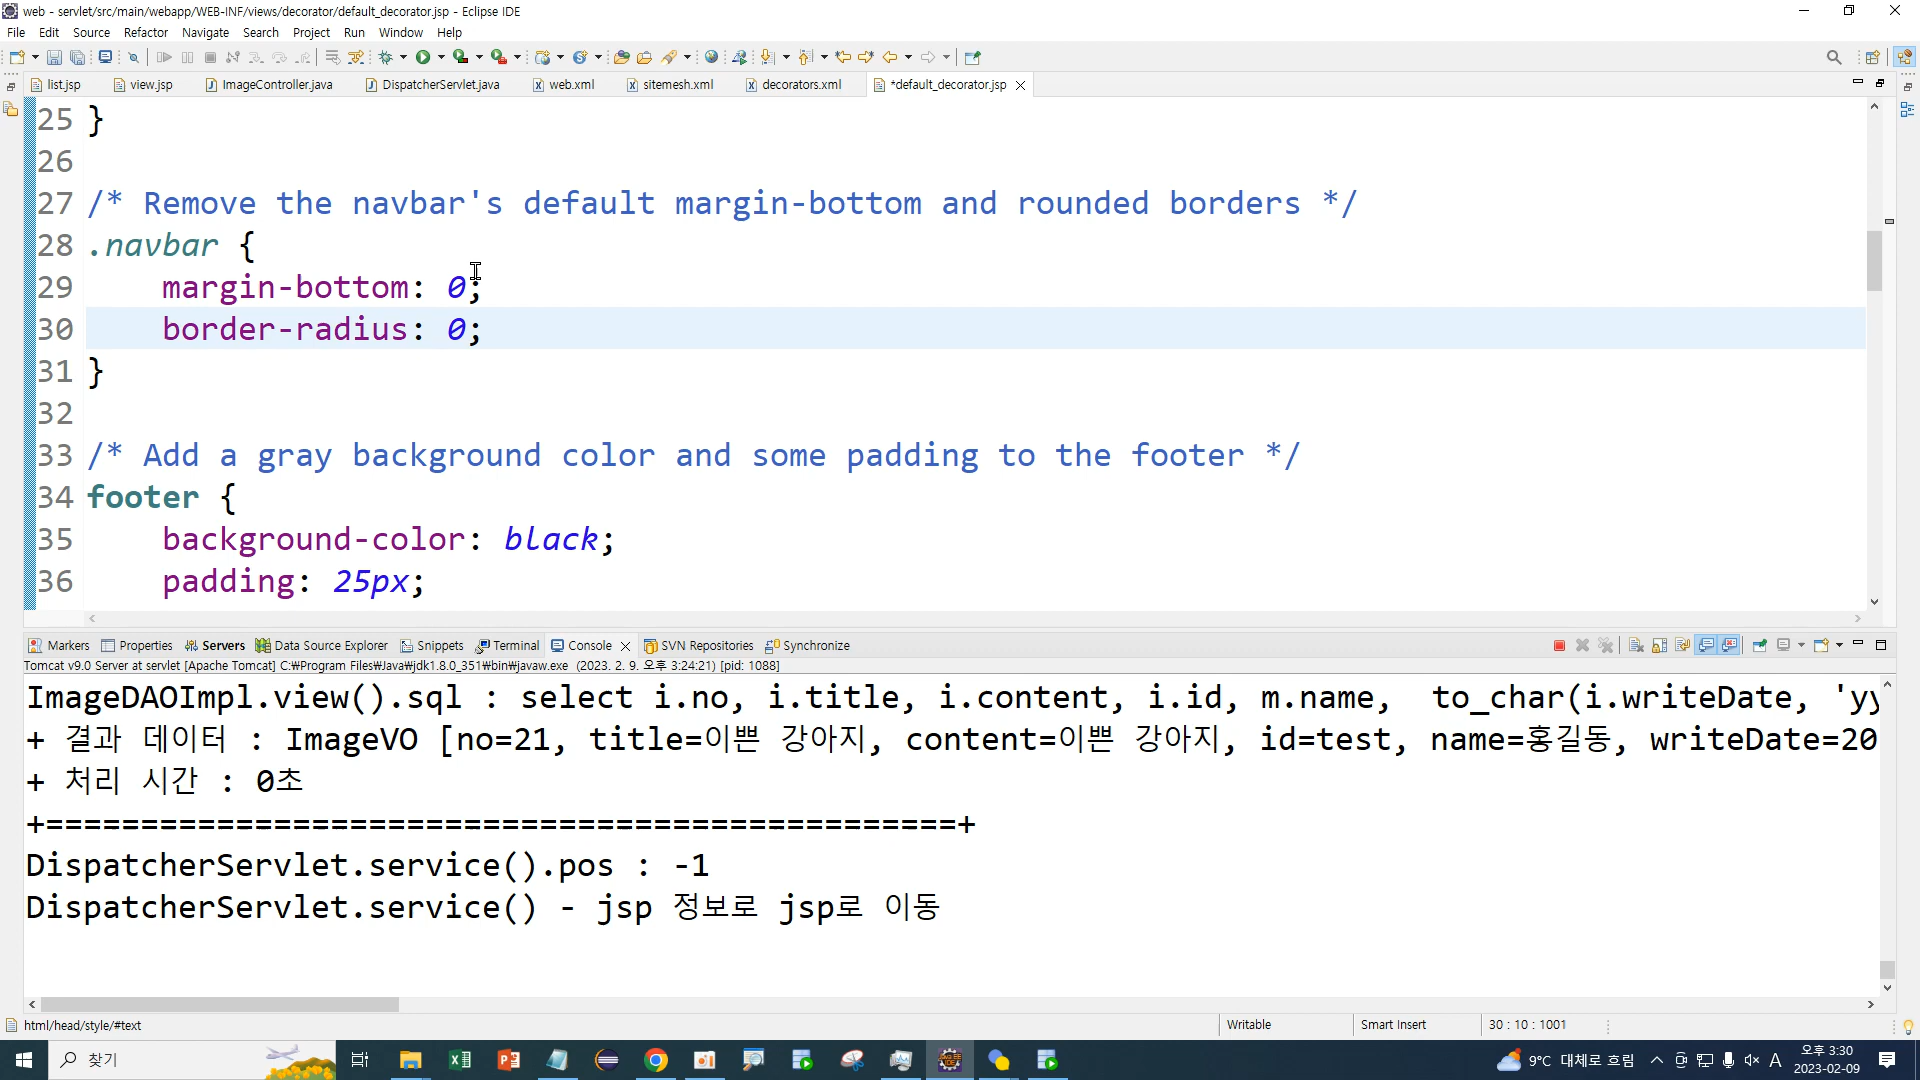 web - servlet/src/main/webapp/WEB-INF/views/decorator/default_decorator.jsp - Eclipse IDE
File Edit Source Refactor Navigate Search Project Run Window Help
list.jsp view.jsp ImageController.java DispatcherServlet.java web.xml sitemesh.xml decorators.xml *default_decorator.jsp
25 }
26
27 /* Remove the navbar's default margin-bottom and rounded borders */
28 .navbar {
29 margin-bottom: 0;
30 border-radius: 0;
31 }
32
33 /* Add a gray background color and some padding to the footer */
34 footer {
35 background-color: black;
36 padding: 25px;
Markers Properties Servers Data Source Explorer Snippets Terminal Console SVN Repositories Synchronize
Tomcat v9.0 Server at servlet [Apache Tomcat] C:₩Program Files₩Java₩jdk1.8.0_351₩bin₩javaw.exe (2023. 2. 9. 오후 3:24:21) [pid: 1088]
ImageDAOImpl.view().sql : select i.no, i.title, i.content, i.id, m.name, to_char(i.writeDate, 'yy
+ 결과 데이터 : ImageVO [no=21, title=이쁜 강아지, content=이쁜 강아지, id=test, name=홍길동, writeDate=20
+ 처리 시간 : 0초
+================================================+
DispatcherServlet.service().pos : -1
DispatcherServlet.service() - jsp 정보로 jsp로 이동
html/head/style/#text Writable Smart Insert 30 : 10 : 1001
찾기 9°C 대체로 흐림 A 오후 3:30
2023-02-09